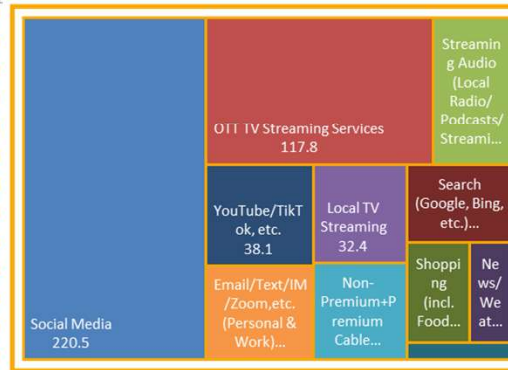 Social Media
220.5
OTT TV Streaming Services
117.8
Streamin
g Audio
(Local
Radio/
Podcasts/
Streami...
YouTube/TikT
ok, etc.
38.1
Local TV
Streaming
32.4
Search
(Google, Bing,
etc.)...
Email/Text/IM
/Zoom,etc.
(Personal &
Work)...
Non-
Premium+P
remium
Cable...
Shoppi
ng
(incl.
Food...
Ne
ws/
We
at...